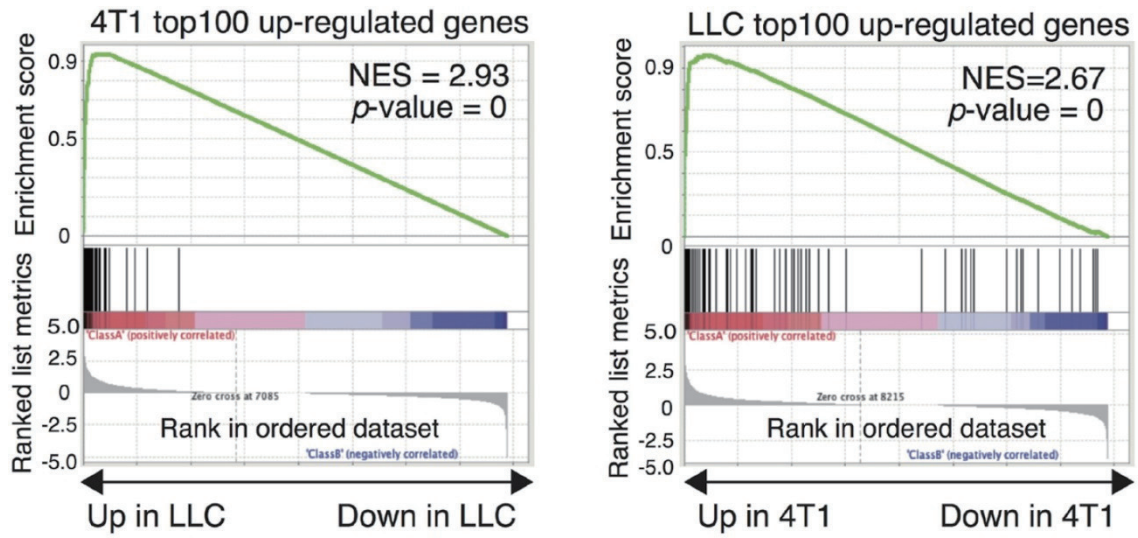 4T1 top100 up-regulated genes
Enrichment score
0.9
0.5
0
NES = 2.93
p-value = 0
Ranked list metrics
5.0
2.5
0
-2.5
-5.0
'ClassA' (positively correlated)
Zero cross at 7085
Rank in ordered dataset
'ClassB' (negatively correlated)
Up in LLC
Down in LLC
LLC top100 up-regulated genes
Enrichment score
0.9
0.5
0
NES=2.67
p-value = 0
Ranked list metrics
5.0
2.5
0
-2.5
-5.0
'ClassA' (positively correlated)
Zero cross at 8215
Rank in ordered dataset
'ClassB' (negatively correlated)
Up in 4T1
Down in 4T1